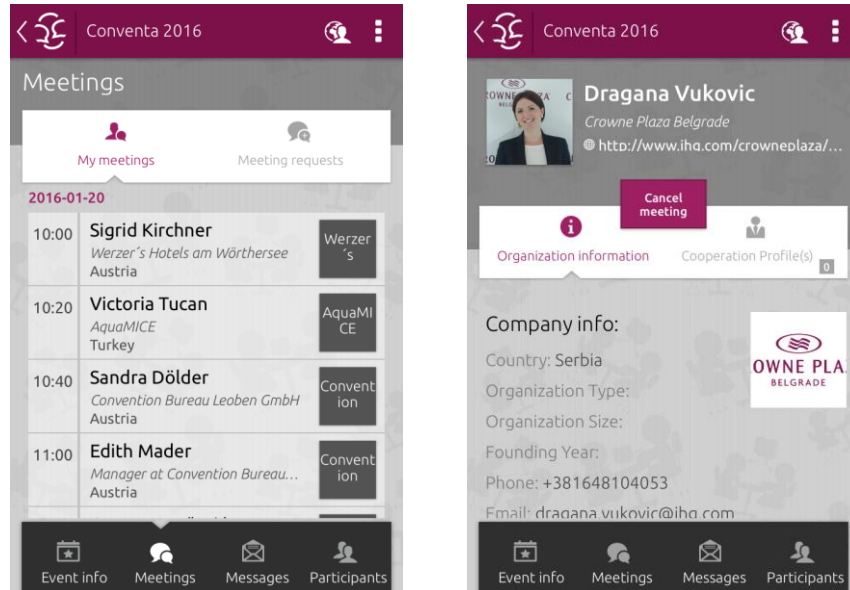 Conventa 2016
Meetings
My meetings
Meeting requests
2016-01-20
10:00
Sigrid Kirchner
Werzer´s Hotels am Wörthersee
Austria
Werzer
´s
10:20
Victoria Tucan
AquaMICE
Turkey
AquaMI
CE
10:40
Sandra Dölder
Convention Bureau Leoben GmbH
Austria
Convent
ion
11:00
Edith Mader
Manager at Convention Bureau...
Austria
Convent
ion
Event info
Meetings
Messages
Participants
Conventa 2016
Dragana Vukovic
Crowne Plaza Belgrade
http://www.ihg.com/crowneplaza/...
Cancel
meeting
Organization information
Cooperation Profile(s)
0
Company info:
Country: Serbia
Organization Type:
Organization Size:
Founding Year:
Phone: +381648104053
Email: dragana.vukovic@ihg.com
OWNE PLA
BELGRADE
Event info
Meetings
Messages
Participants